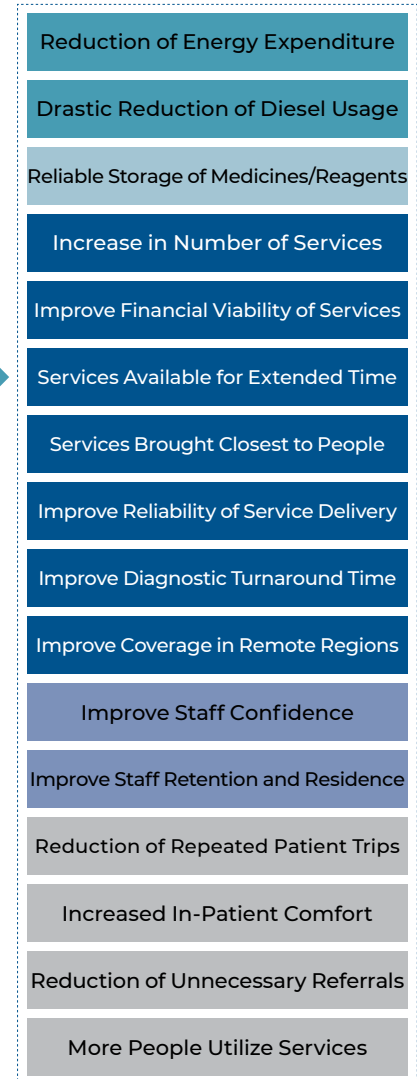 Reduction of Energy Expenditure
Drastic Reduction of Diesel Usage
Reliable Storage of Medicines/Reagents
Increase in Number of Services
Improve Financial Viability of Services
Services Available for Extended Time
Services Brought Closest to People
Improve Reliability of Service Delivery
Improve Diagnostic Turnaround Time
Improve Coverage in Remote Regions
Improve Staff Confidence
Improve Staff Retention and Residence
Reduction of Repeated Patient Trips
Increased In-Patient Comfort
Reduction of Unnecessary Referrals
More People Utilize Services